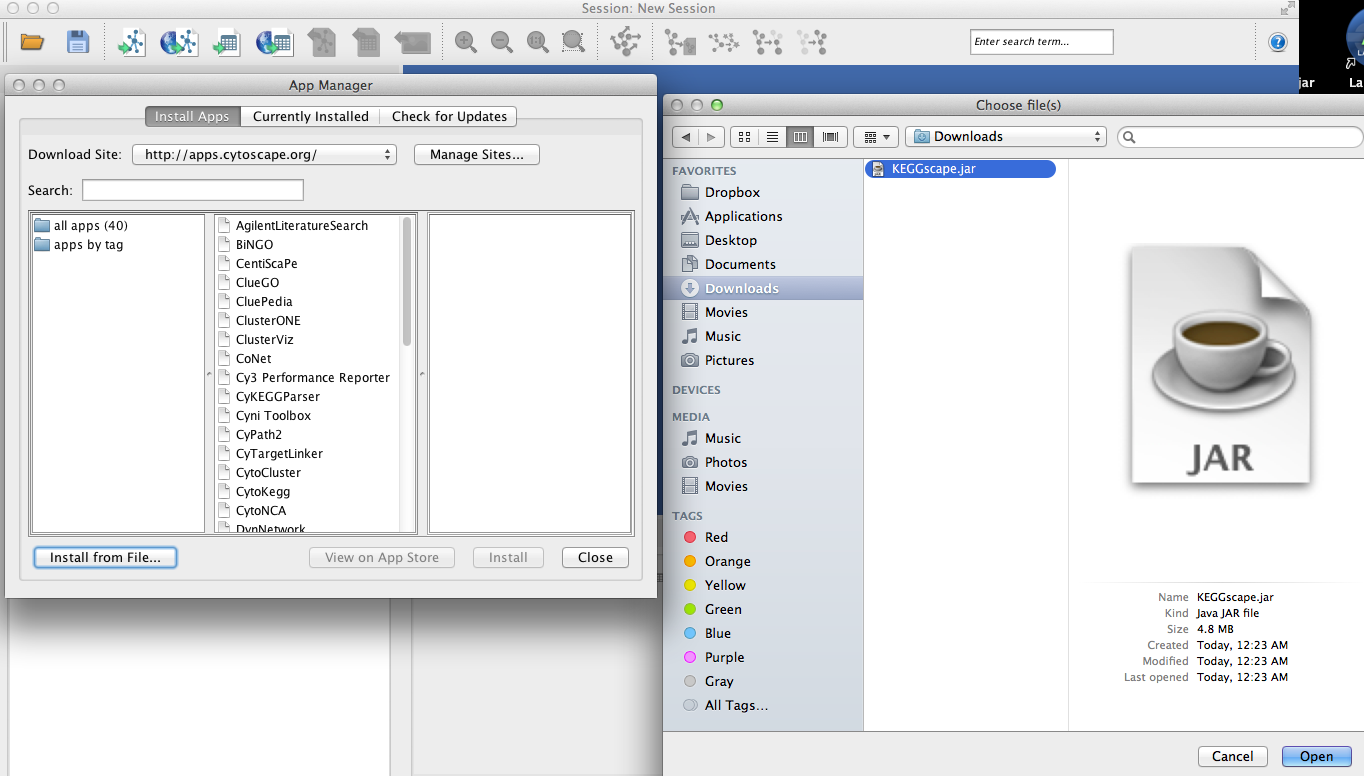 Session: New Session
Enter search term...
?
jar
La
App Manager
Install Apps
Currently Installed
Check for Updates
Download Site:
http://apps.cytoscape.org/
Manage Sites...
Search:
all apps (40)
apps by tag
AgilentLiteratureSearch
BiNGO
CentiScaPe
ClueGO
CluePedia
ClusterONE
ClusterViz
CoNet
Cy3 Performance Reporter
CyKEGGParser
Cyni Toolbox
CyPath2
CyTargetLinker
CytoCluster
CytoKegg
CytoNCA
DynNetwork
Install from File...
View on App Store
Install
Close
Choose file(s)
Downloads
FAVORITES
Dropbox
Applications
Desktop
Documents
Downloads
Movies
Music
Pictures
DEVICES
MEDIA
Music
Photos
Movies
TAGS
Red
Orange
Yellow
Green
Blue
Purple
Gray
All Tags...
KEGGscape.jar
JAR
Name KEGGscape.jar
Kind Java JAR file
Size 4.8 MB
Created Today, 12:23 AM
Modified Today, 12:23 AM
Last opened Today, 12:23 AM
Cancel
Open